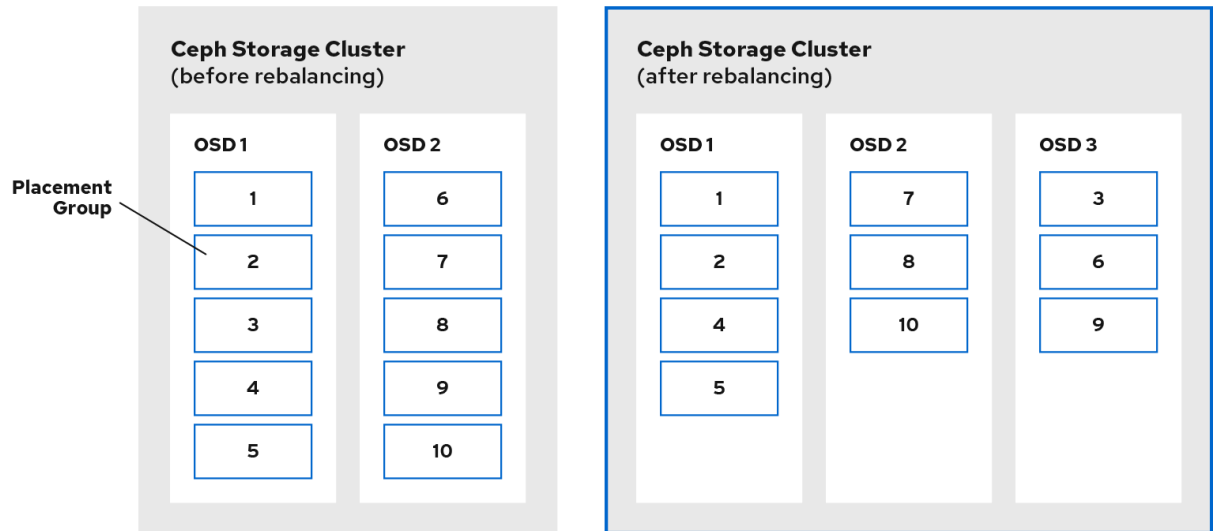 Ceph Storage Cluster
(before rebalancing)
OSD 1
OSD 2
Placement
Group
1
2
3
4
5
6
7
8
9
10
Ceph Storage Cluster
(after rebalancing)
OSD 1
OSD 2
OSD 3
1
2
4
5
7
8
10
3
6
9